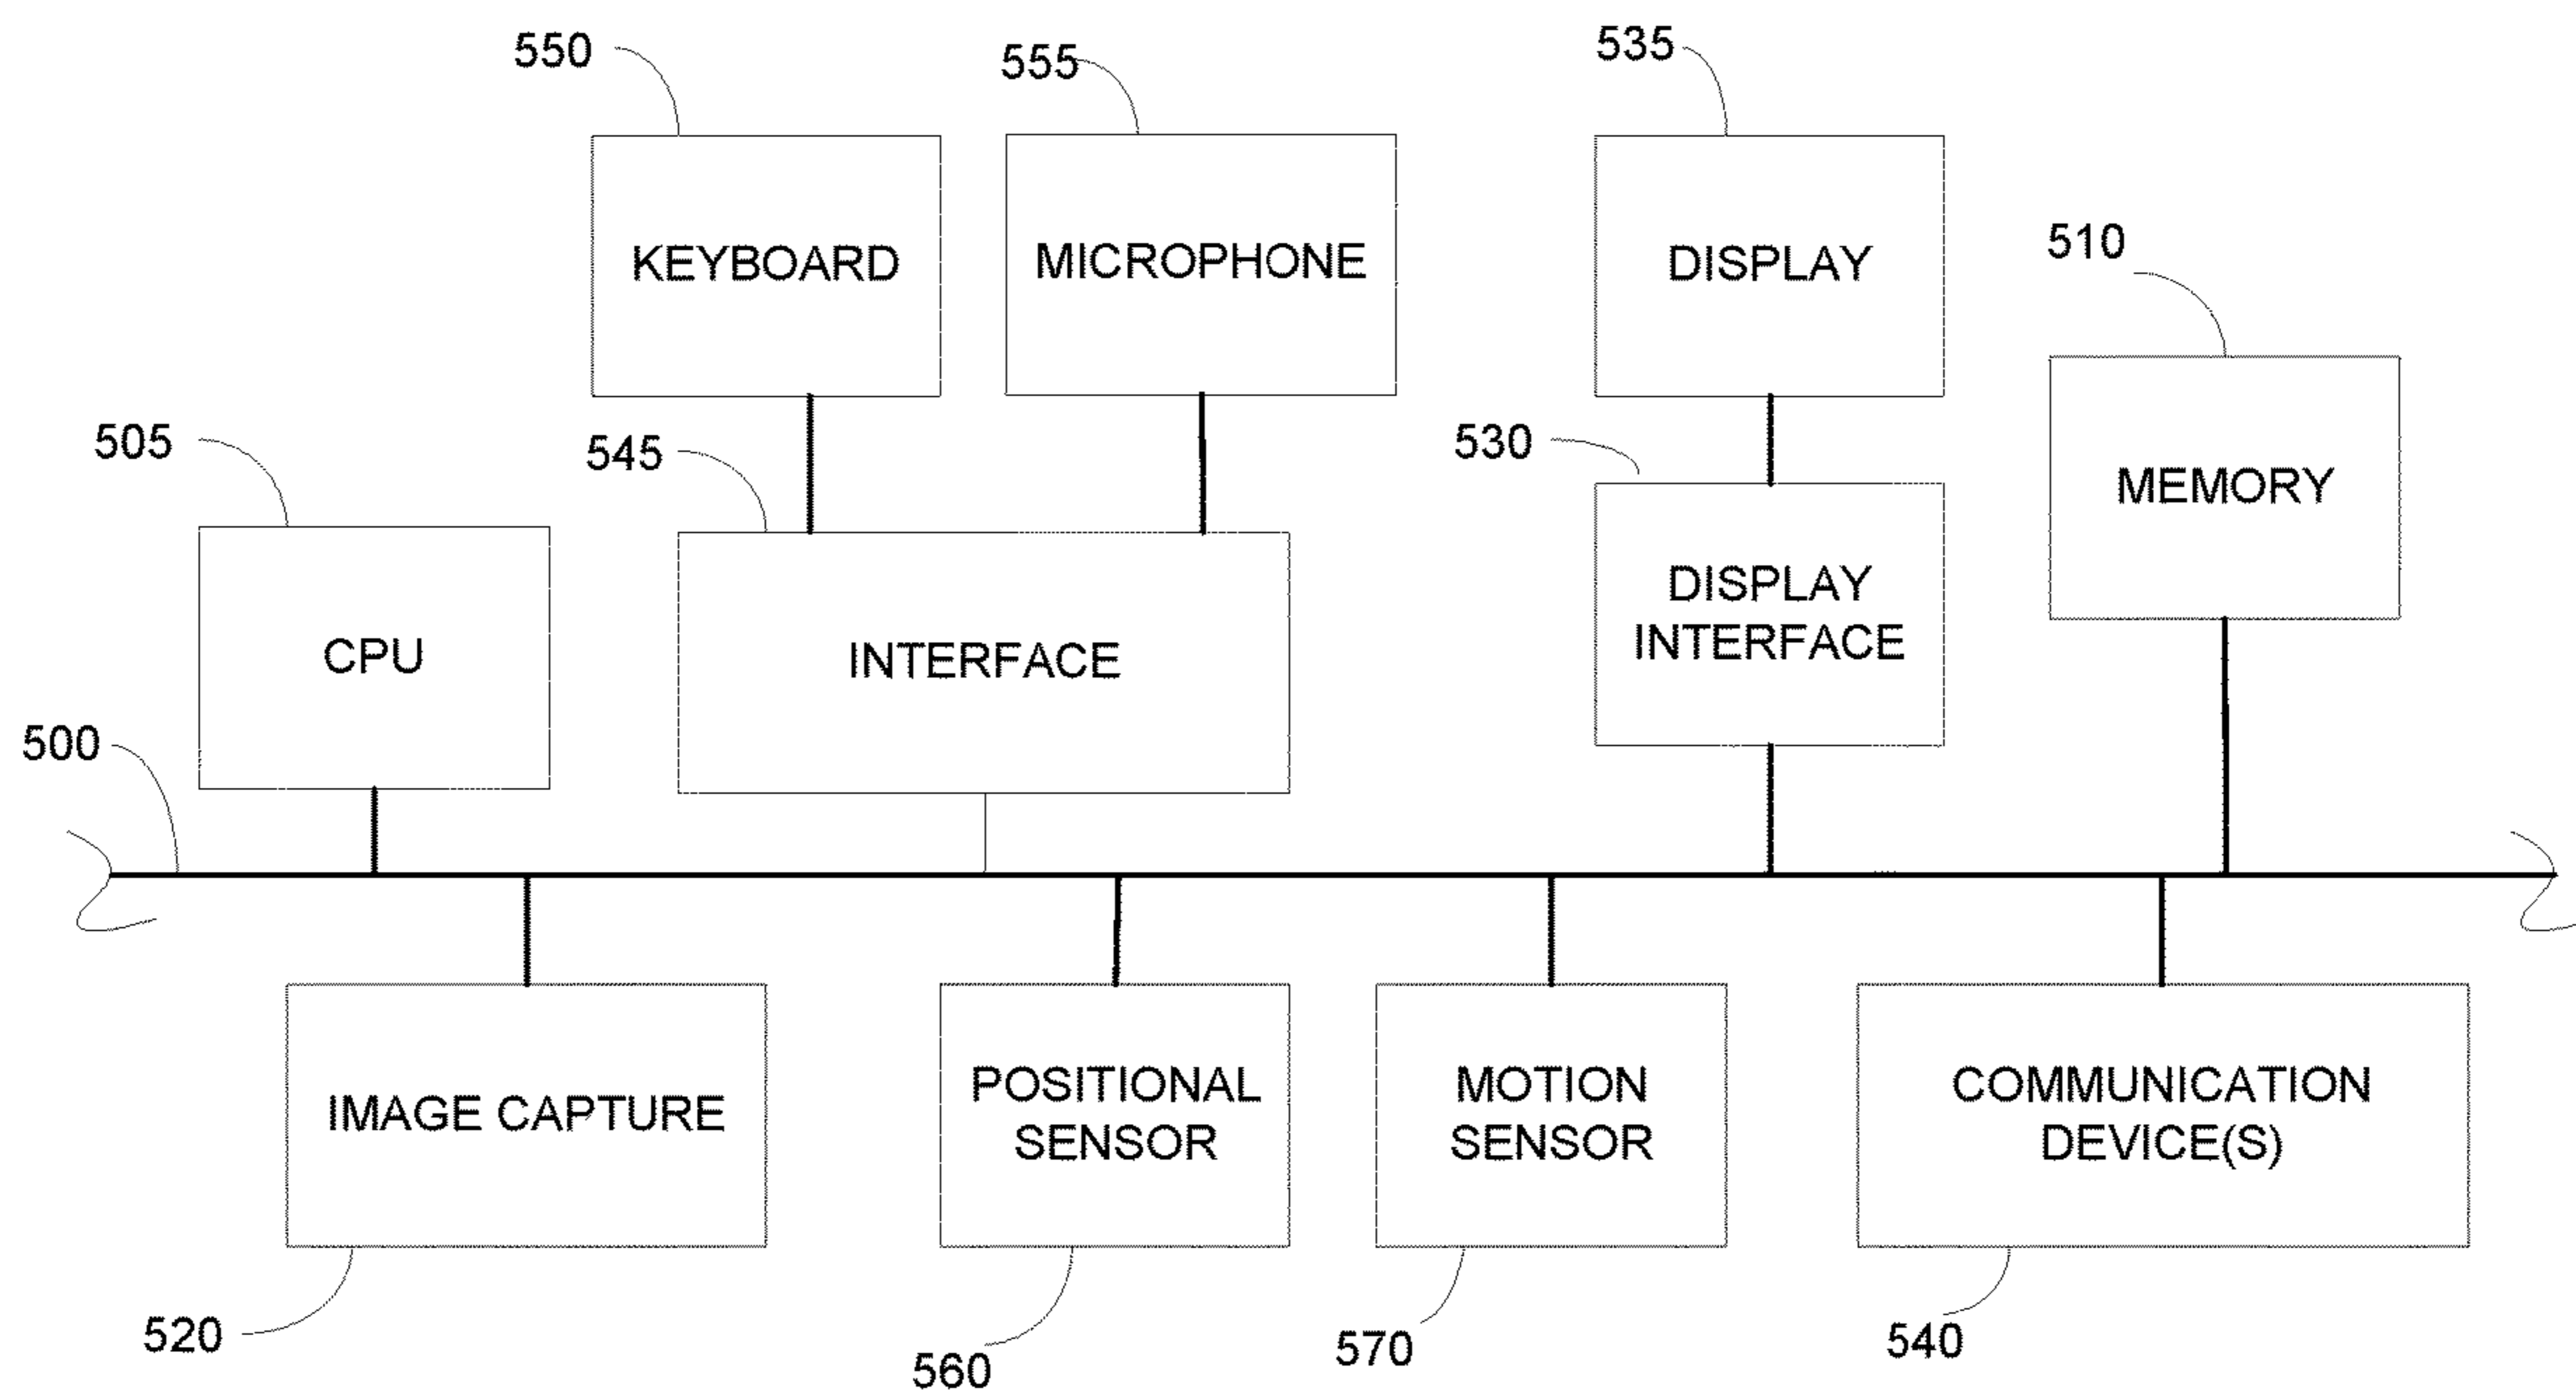 550
555
535
510
KEYBOARD
MICROPHONE
DISPLAY
505
545
530
MEMORY
CPU
INTERFACE
DISPLAY
INTERFACE
500
IMAGE CAPTURE
POSITIONAL
SENSOR
MOTION
SENSOR
COMMUNICATION
DEVICE(S)
520
560
570
540